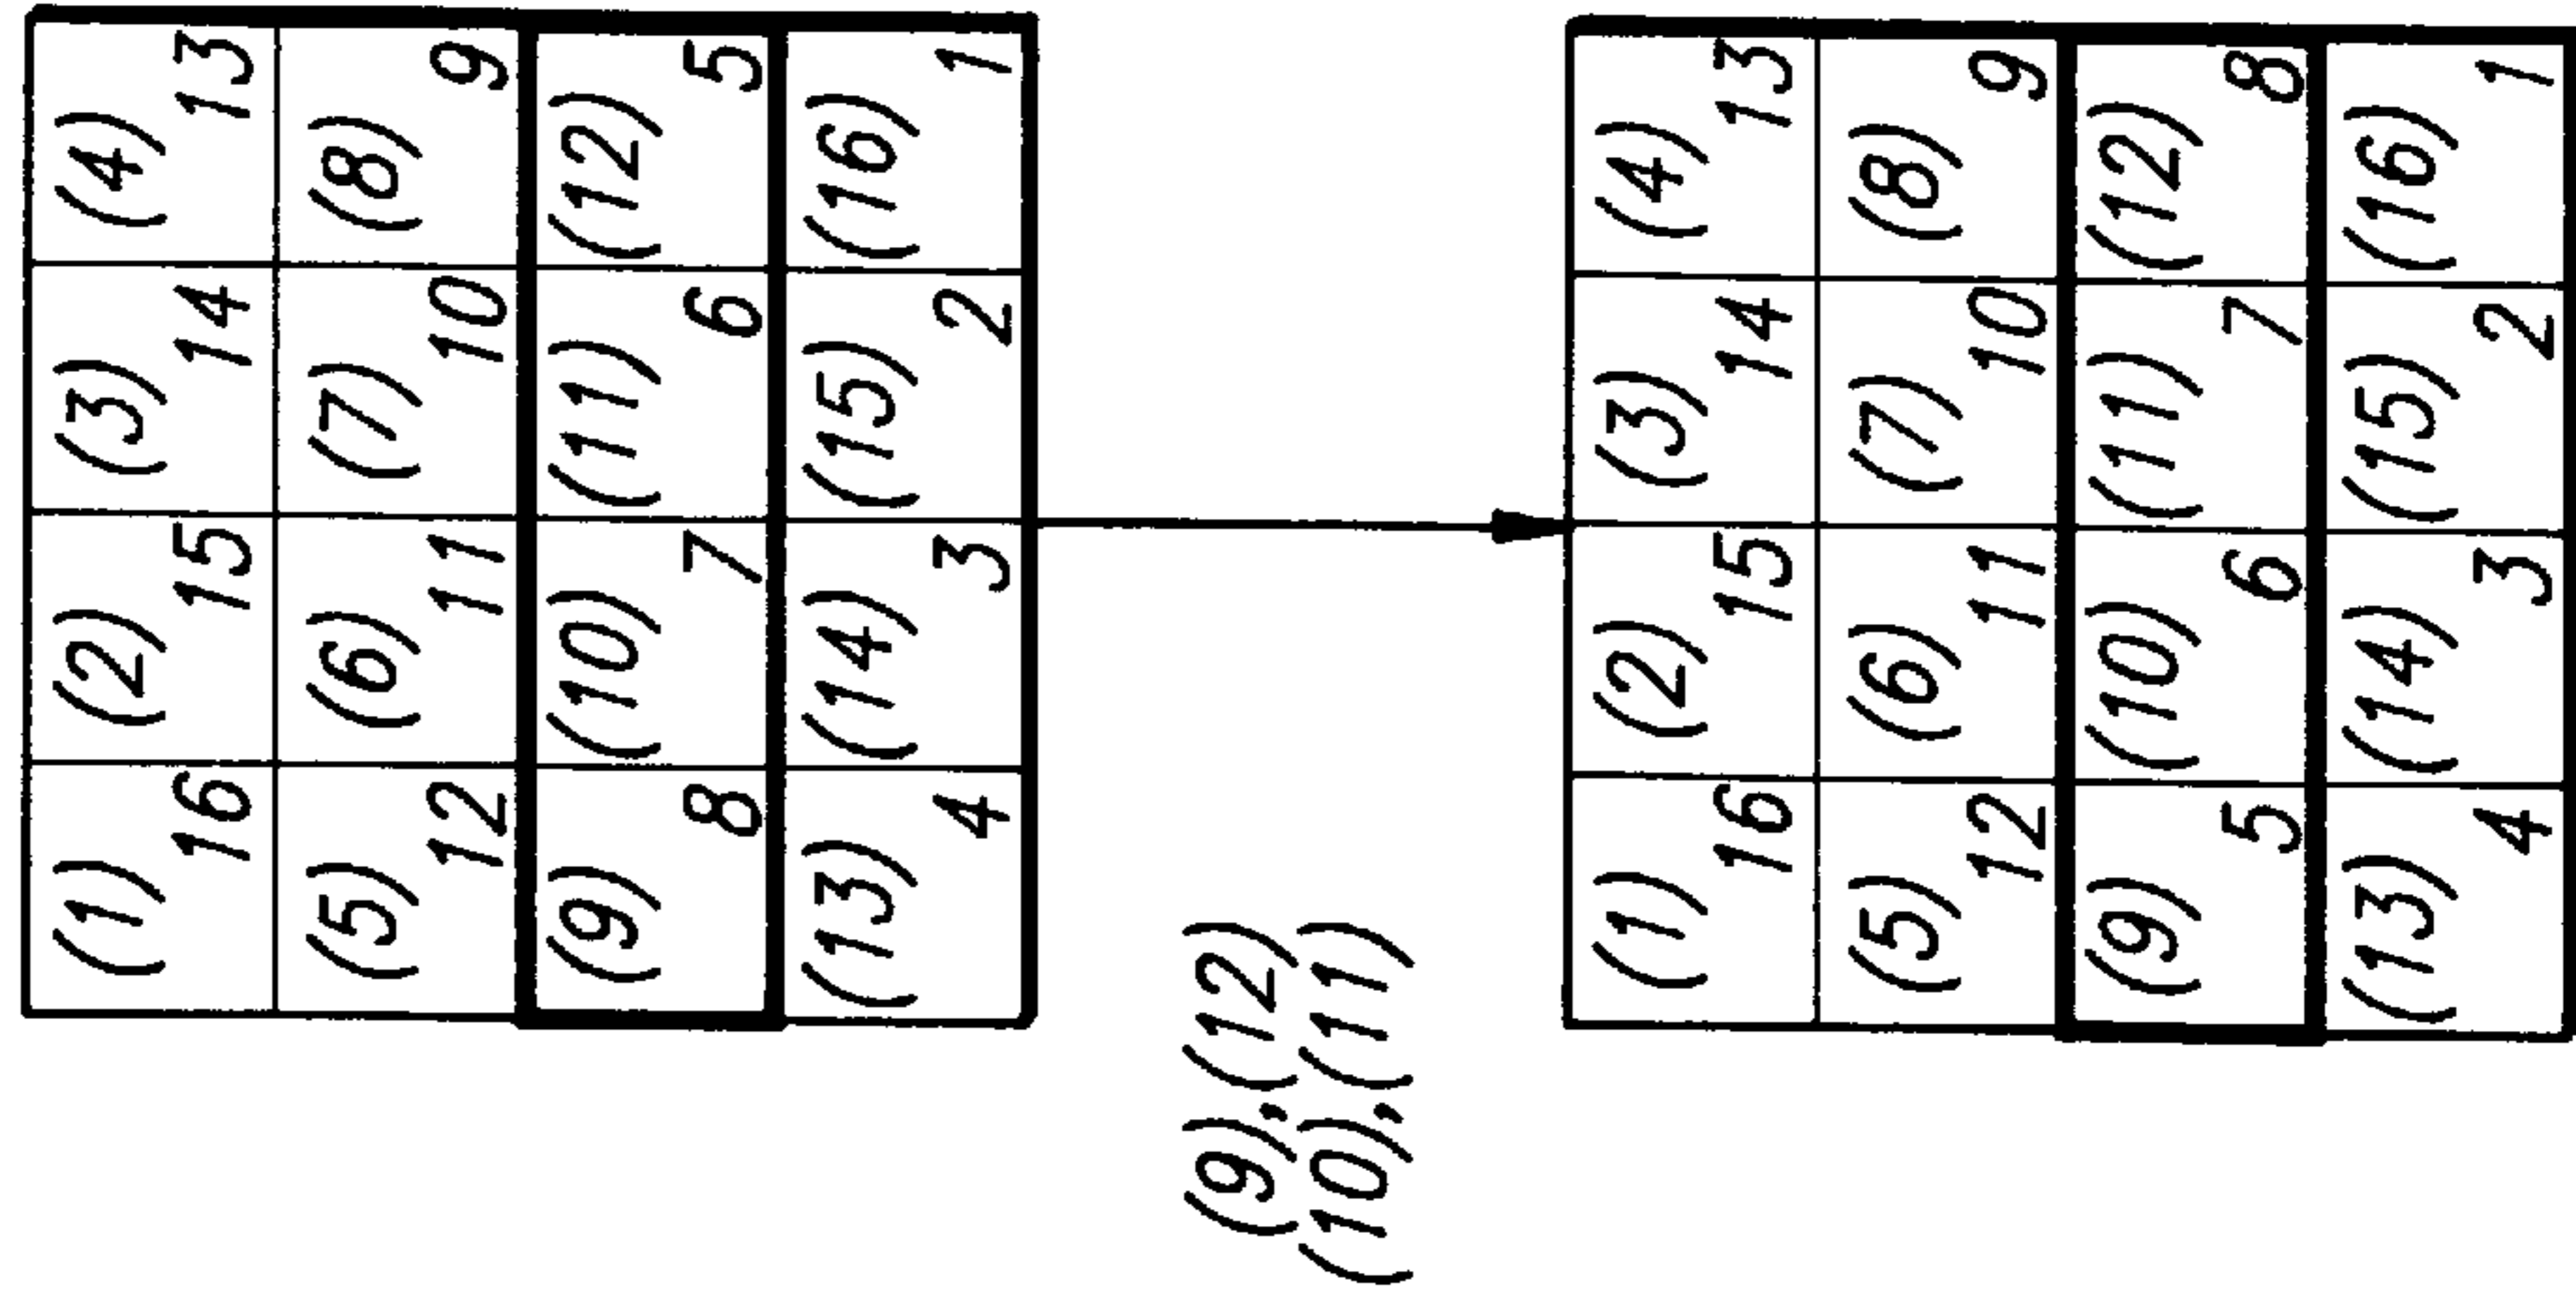 (1) (2) (3) (4)
16 15 14 13
(5) (6) (7) (8)
12 11 10 9
(9) (10) (11) (12)
8 7 6 5
(13) (14) (15) (16)
4 3 2 1
(9),(12)
(10),(11)
(1) (2) (3) (4)
16 15 14 13
(5) (6) (7) (8)
12 11 10 9
(9) (10) (11) (12)
5 6 7 8
(13) (14) (15) (16)
4 3 2 1